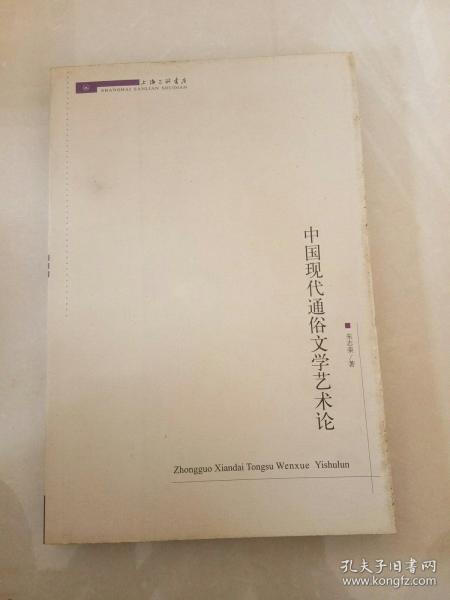 上海三联书店
SHANGHAI SANLIAN SHUDIAN
中国现代通俗文学艺术论
朱志荣/著
Zhongguo Xiandai Tongsu Wenxue Yishulun
孔夫子旧书网
www.kongfz.com